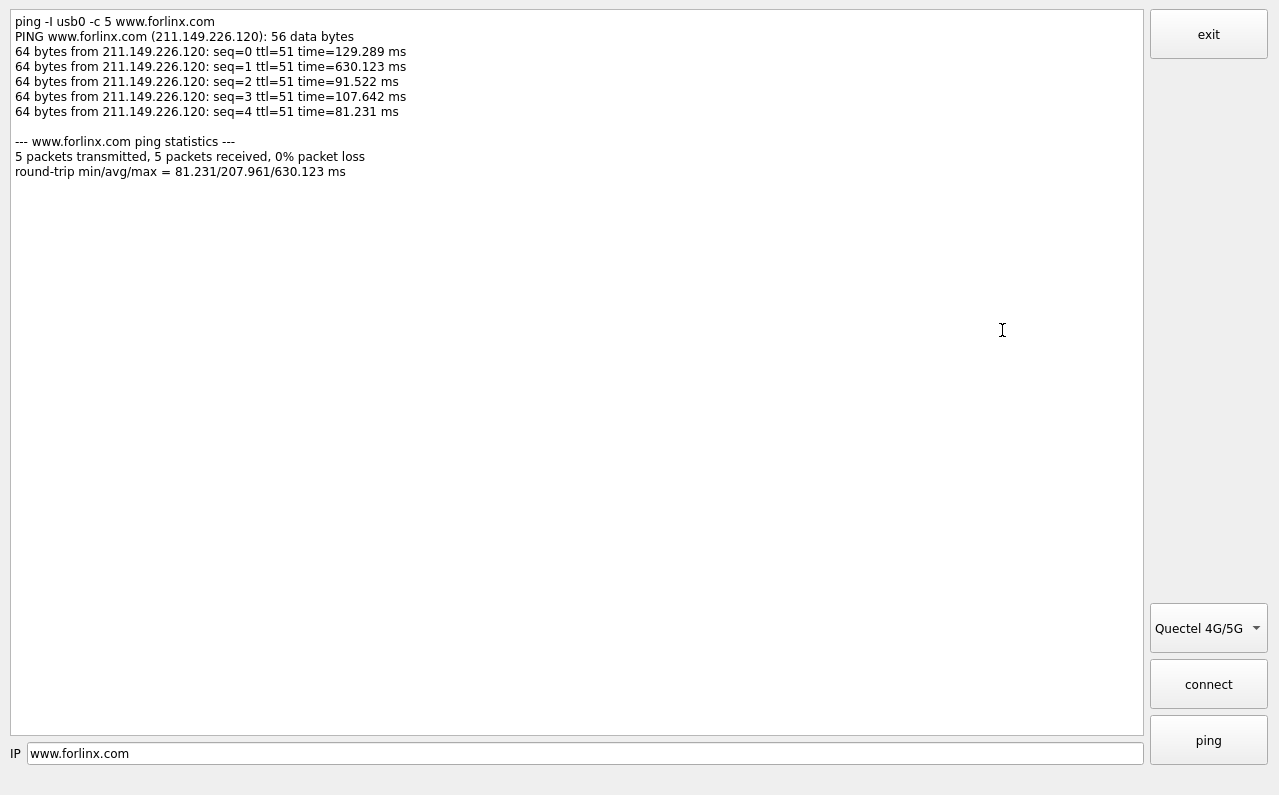 ping -I usb0 -c 5 www.forlinx.com
PING www.forlinx.com (211.149.226.120): 56 data bytes
64 bytes from 211.149.226.120: seq=0 ttl=51 time=129.289 ms
64 bytes from 211.149.226.120: seq=1 ttl=51 time=630.123 ms
64 bytes from 211.149.226.120: seq=2 ttl=51 time=91.522 ms
64 bytes from 211.149.226.120: seq=3 ttl=51 time=107.642 ms
64 bytes from 211.149.226.120: seq=4 ttl=51 time=81.231 ms
--- www.forlinx.com ping statistics ---
5 packets transmitted, 5 packets received, 0% packet loss
round-trip min/avg/max = 81.231/207.961/630.123 ms
exit
Quectel 4G/5G
connect
ping
IP www.forlinx.com